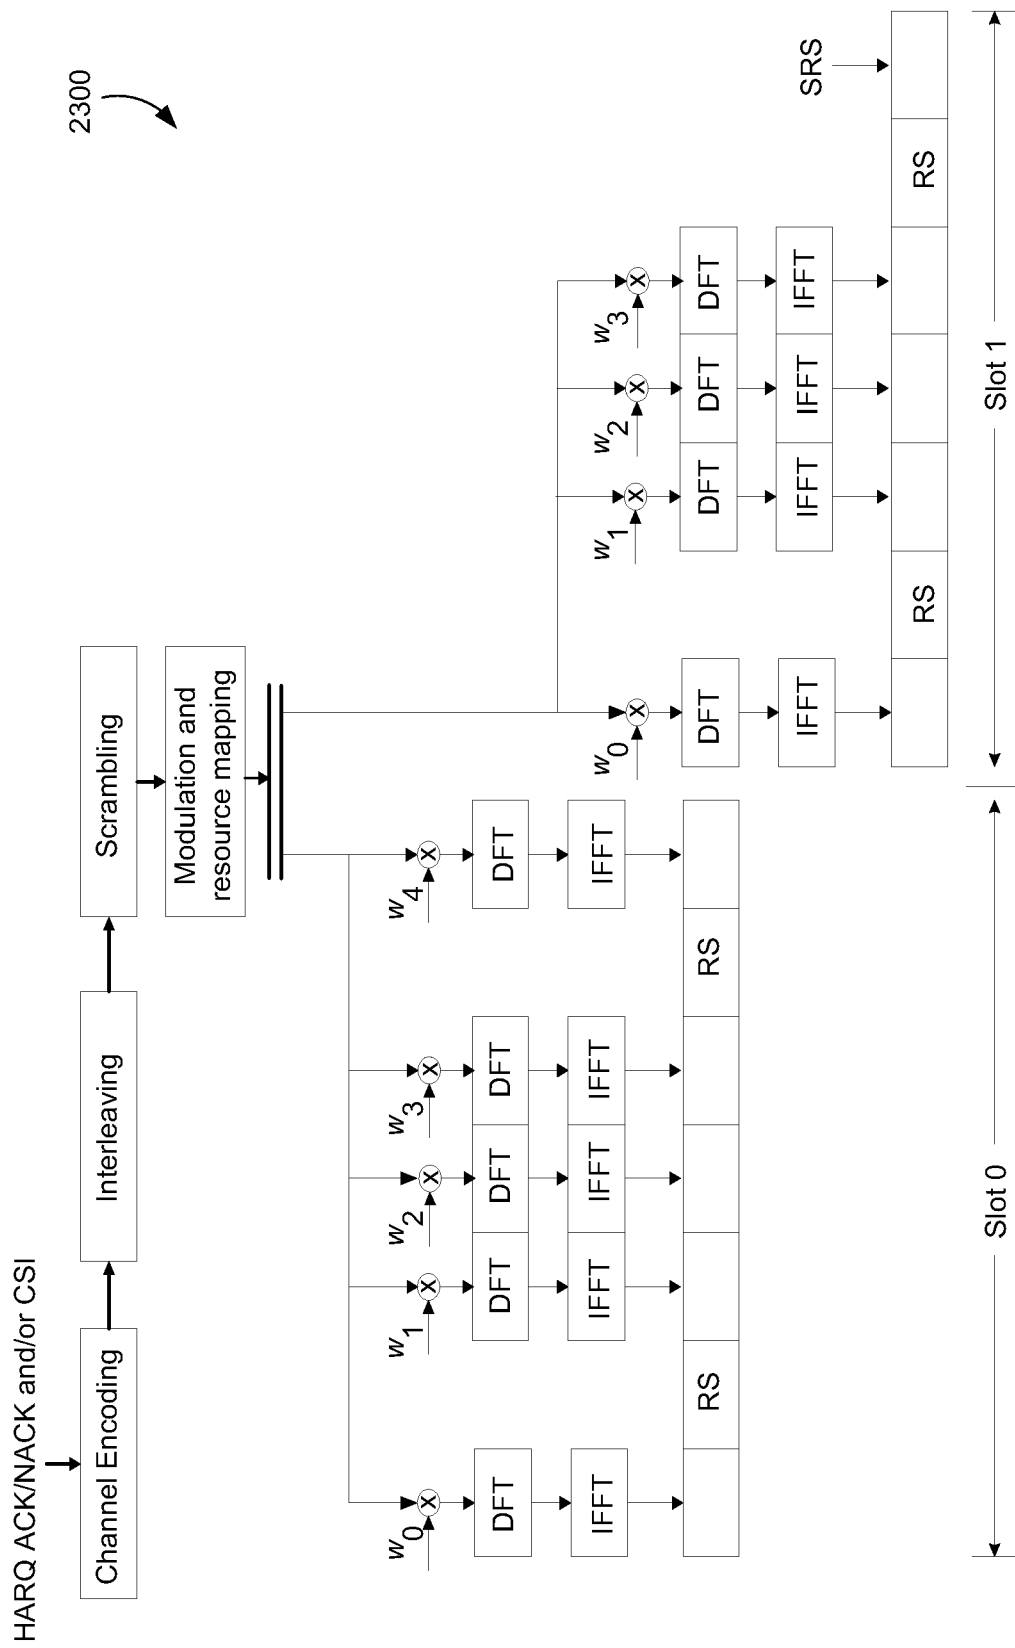 2300
HARQ ACK/NACK and/or CSI
Channel Encoding
Interleaving
Scrambling
Modulation and
resource mapping
w0
w1
w2
w3
w4
X
X
X
X
X
DFT
DFT
DFT
DFT
DFT
IFFT
IFFT
IFFT
IFFT
IFFT
RS
RS
w0
w1
w2
w3
X
X
X
X
DFT
DFT
DFT
DFT
IFFT
IFFT
IFFT
IFFT
SRS
RS
RS
Slot 0
Slot 1